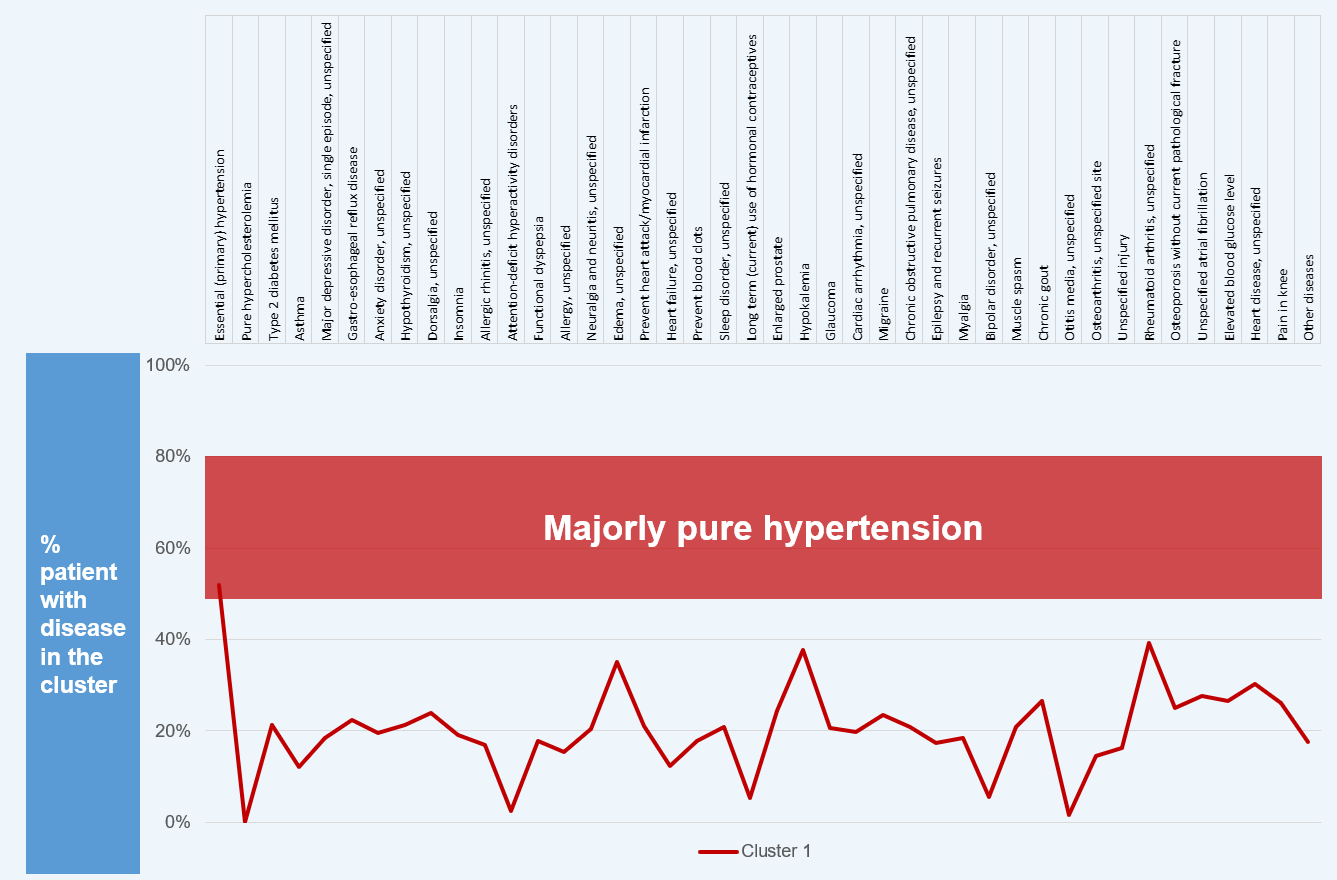 Essential (primary) hypertension
Pure hypercholesterolemia
Type 2 diabetes mellitus
Asthma
Major depressive disorder, single episode, unspecified
Gastro-esophageal reflux disease
Anxiety disorder, unspecified
Hypothyroidism, unspecified
Dorsalgia, unspecified
Insomnia
Allergic rhinitis, unspecified
Attention-deficit hyperactivity disorders
Functional dyspepsia
Allergy, unspecified
Neuralgia and neuritis, unspecified
Edema, unspecified
Prevent heart attack/myocardial infarction
Heart failure, unspecified
Prevent blood clots
Sleep disorder, unspecified
Long term (current) use of hormonal contraceptives
Enlarged prostate
Hypokalemia
Glaucoma
Cardiac arrhythmia, unspecified
Migraine
Chronic obstructive pulmonary disease, unspecified
Epilepsy and recurrent seizures
Myalgia
Bipolar disorder, unspecified
Muscle spasm
Chronic gout
Otitis media, unspecified
Osteoarthritis, unspecified site
Unspecified injury
Rheumatoid arthritis, unspecified
Osteoporosis without current pathological fracture
Unspecified atrial fibrillation
Elevated blood glucose level
Heart disease, unspecified
Pain in knee
Other diseases
100%
80%
60%
40%
20%
0%
%
patient
with
disease
in the
cluster
Majorly pure hypertension
Cluster 1